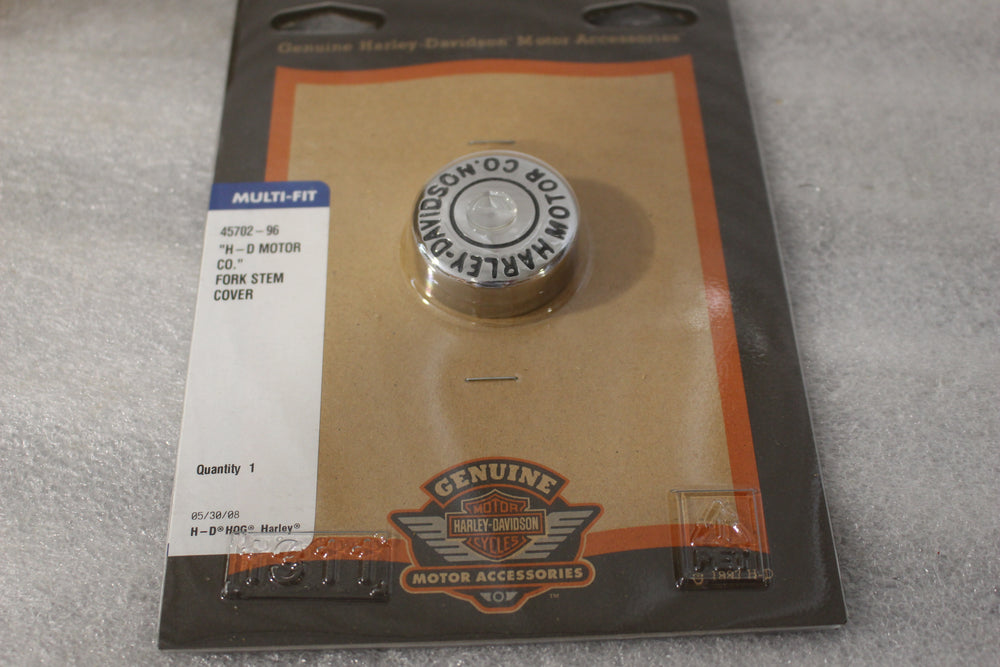 Genuine Harley-Davidson Motor Accessories
MULTI-FIT
45702-96
"H-D MOTOR
CO."
FORK STEM
COVER
HARLEY-DAVIDSON MOTOR CO.
Quantity 1
05/30/08
H-D® HOG® Harley®
GENUINE
MOTOR
HARLEY-DAVIDSON
CYCLES
MOTOR ACCESSORIES
TM